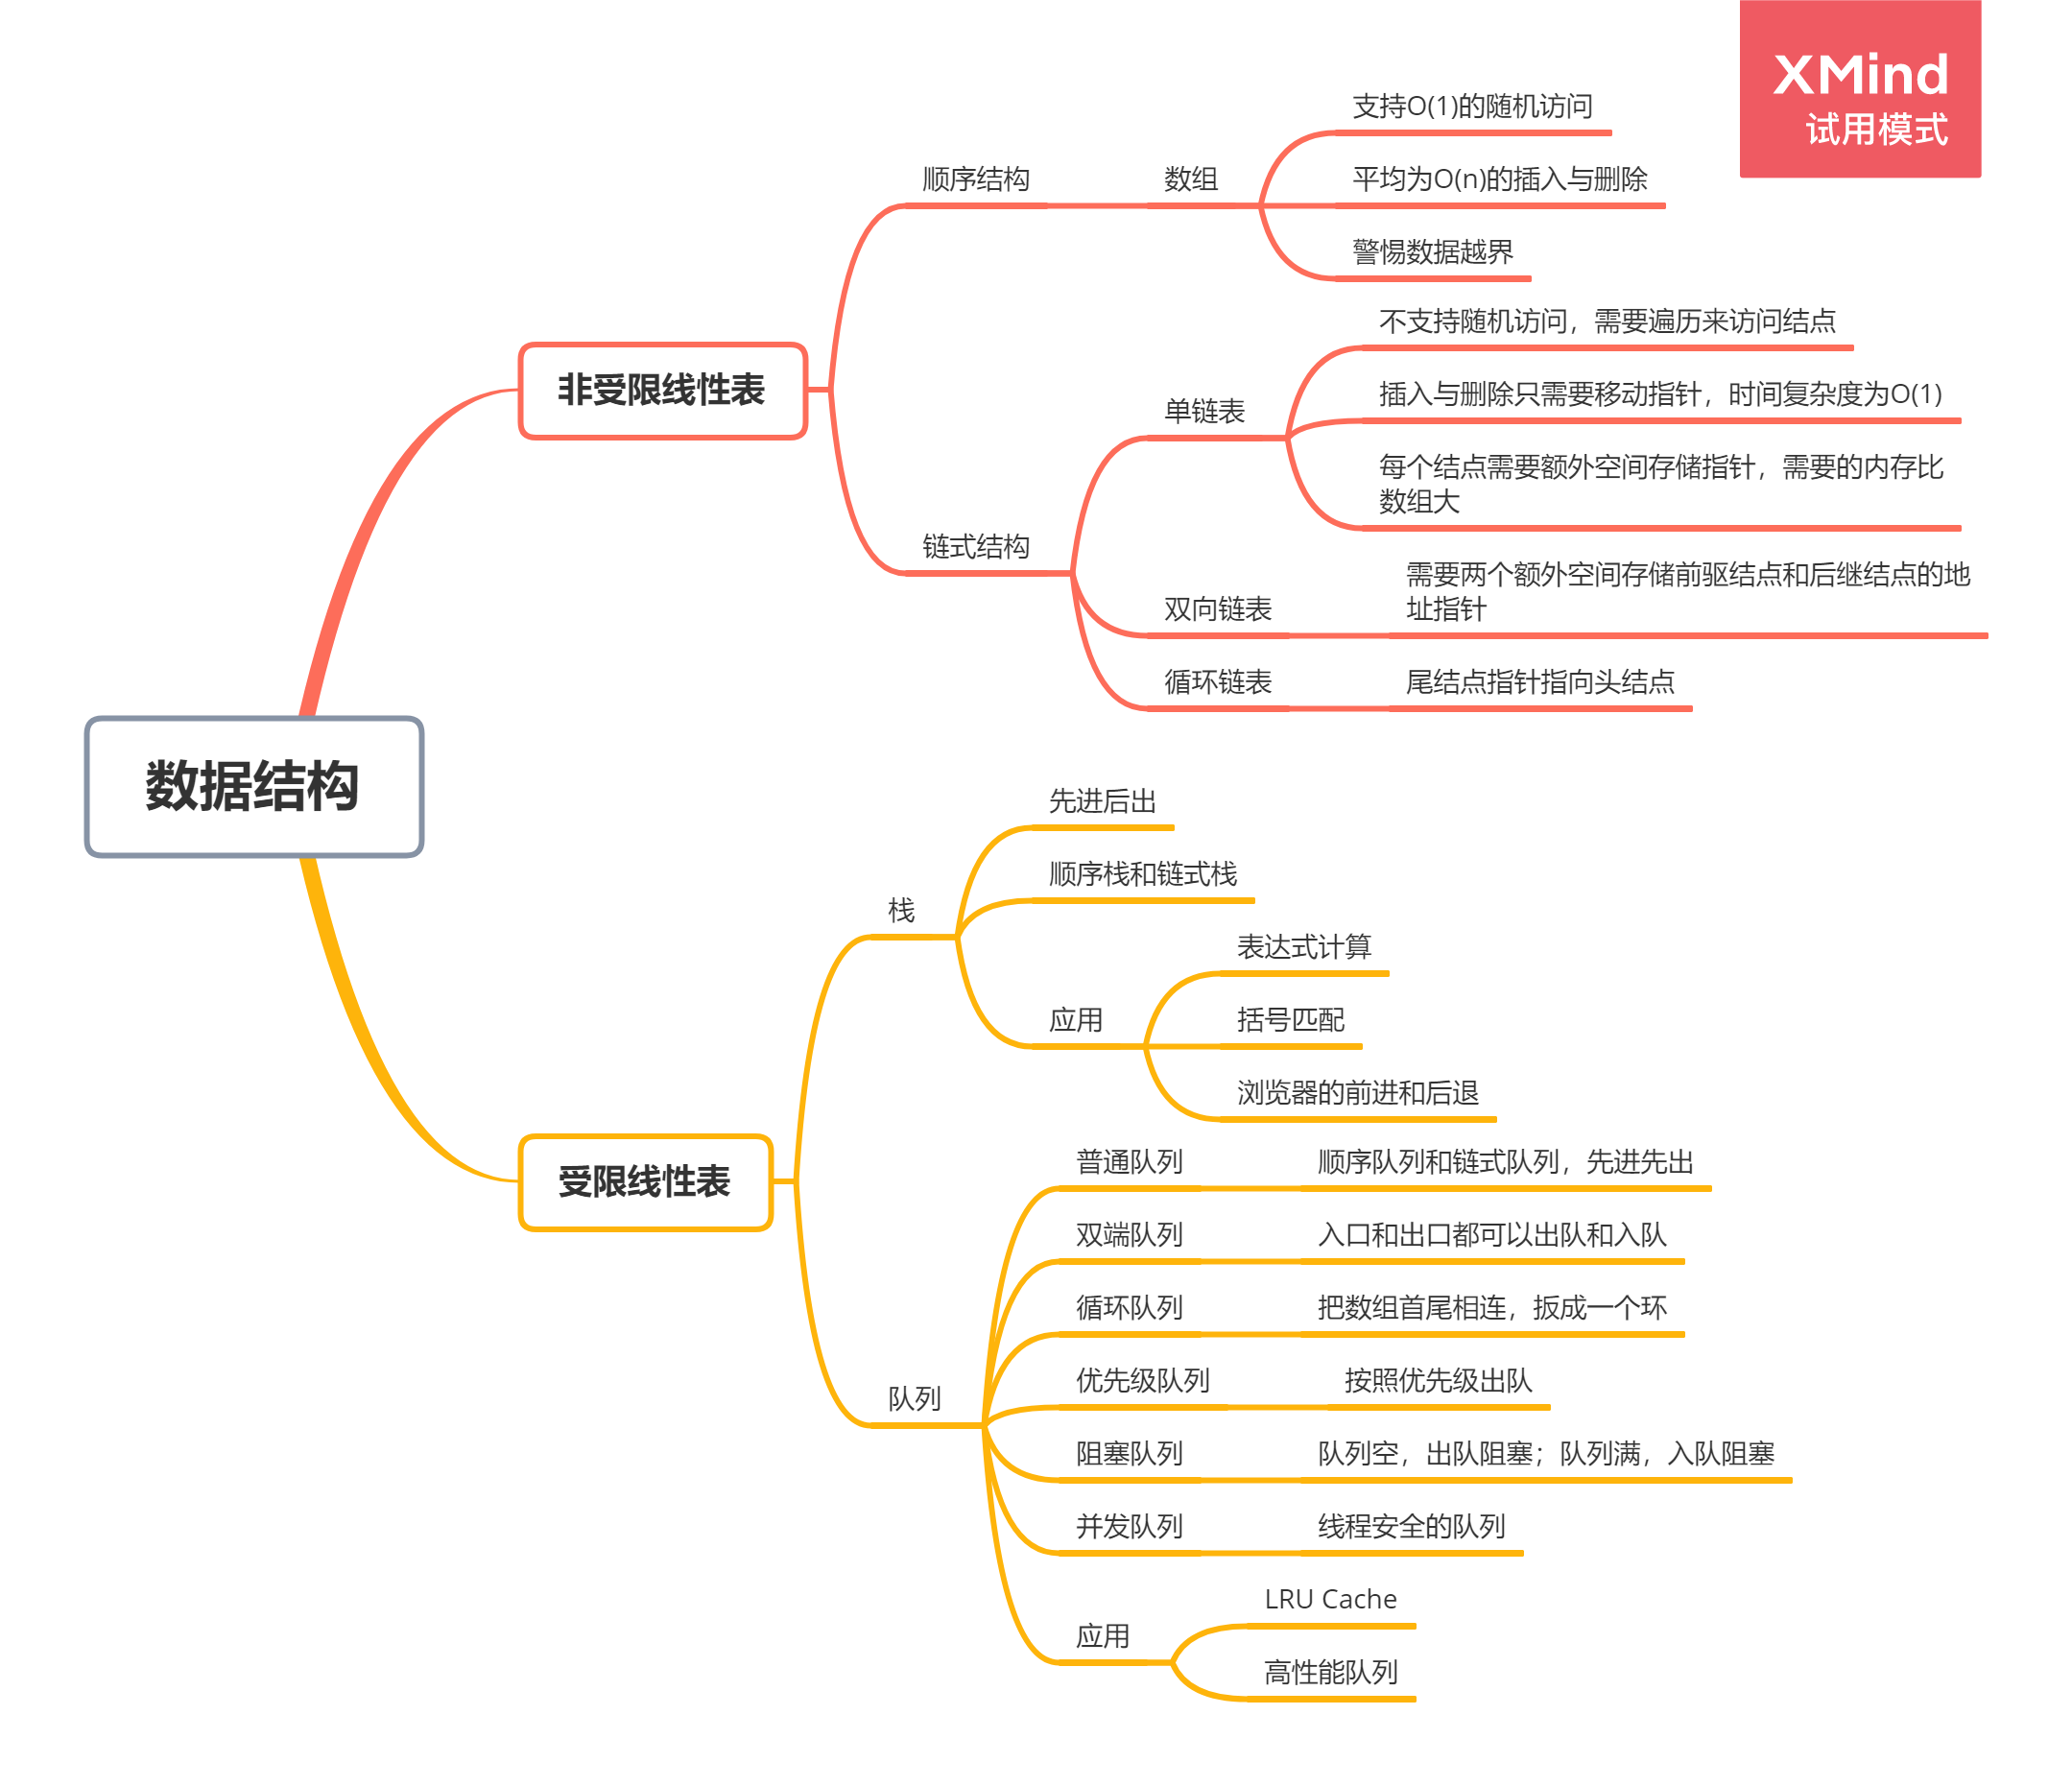 XMind
试用模式
数据结构
非受限线性表
顺序结构
数组
支持O(1)的随机访问
平均为O(n)的插入与删除
警惕数据越界
链式结构
单链表
不支持随机访问，需要遍历来访问结点
插入与删除只需要移动指针，时间复杂度为O(1)
每个结点需要额外空间存储指针，需要的内存比
数组大
双向链表
需要两个额外空间存储前驱结点和后继结点的地
址指针
循环链表
尾结点指针指向头结点
受限线性表
栈
先进后出
顺序栈和链式栈
应用
表达式计算
括号匹配
浏览器的前进和后退
队列
普通队列
顺序队列和链式队列，先进先出
双端队列
入口和出口都可以出队和入队
循环队列
把数组首尾相连，扳成一个环
优先级队列
按照优先级出队
阻塞队列
队列空，出队阻塞；队列满，入队阻塞
并发队列
线程安全的队列
应用
LRU Cache
高性能队列